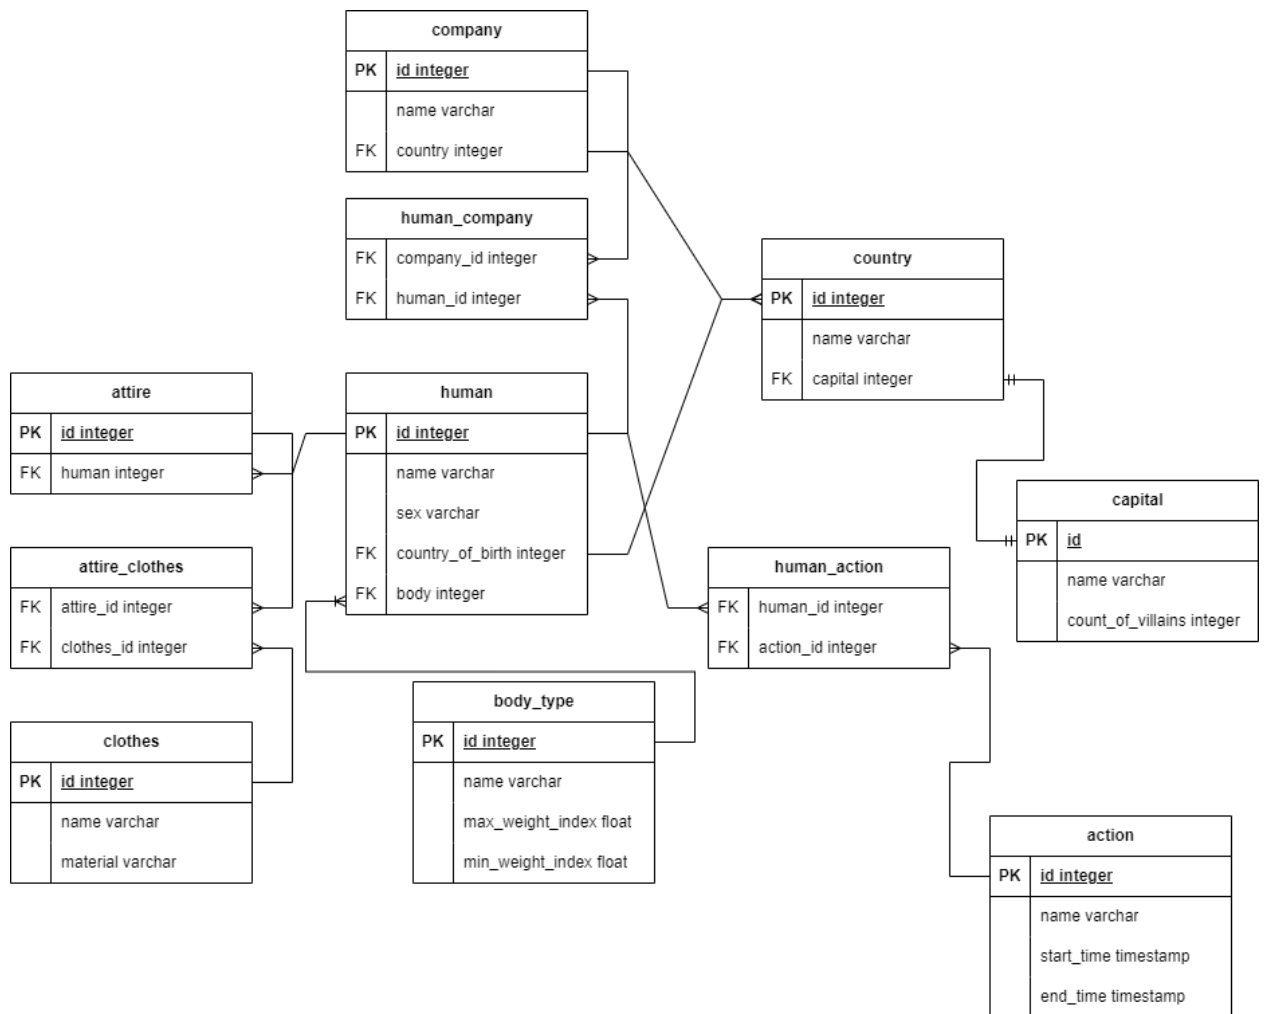 company
PK id integer
name varchar
FK country integer
human_company
FK company_id integer
FK human_id integer
country
PK id integer
name varchar
FK capital integer
attire
PK id integer
FK human integer
human
PK id integer
name varchar
sex varchar
FK country_of_birth integer
FK body integer
capital
PK id
name varchar
count_of_villains integer
attire_clothes
FK attire_id integer
FK clothes_id integer
human_action
FK human_id integer
FK action_id integer
body_type
PK id integer
name varchar
max_weight_index float
min_weight_index float
clothes
PK id integer
name varchar
material varchar
action
PK id integer
name varchar
start_time timestamp
end_time timestamp